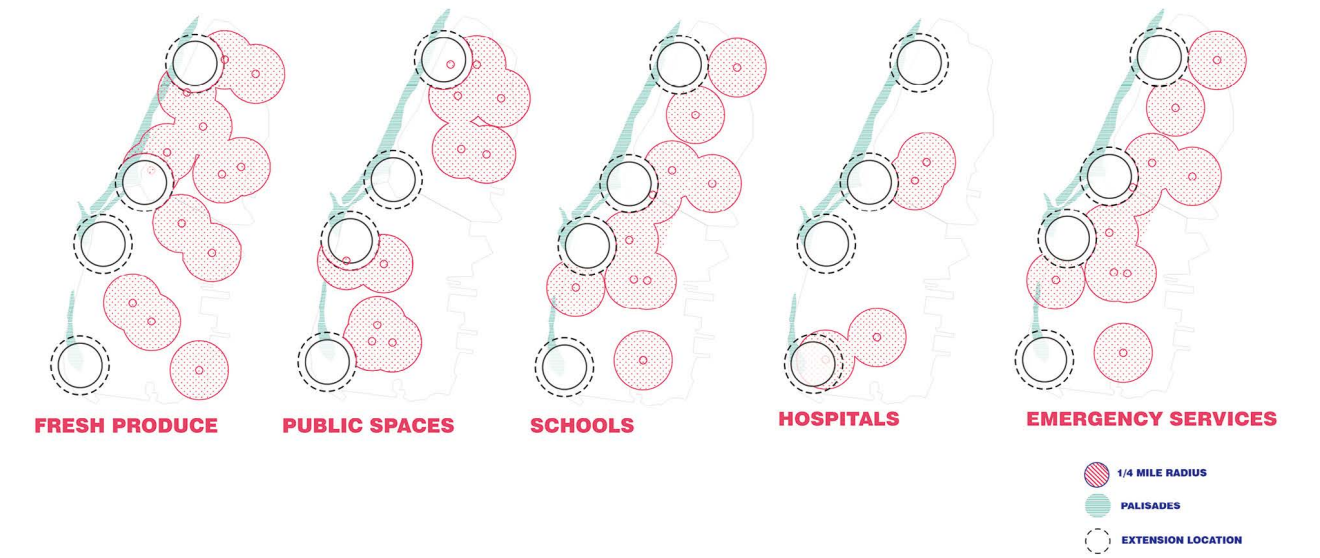 FRESH PRODUCE
PUBLIC SPACES
SCHOOLS
HOSPITALS
EMERGENCY SERVICES
1/4 MILE RADIUS
PALISADES
EXTENSION LOCATION